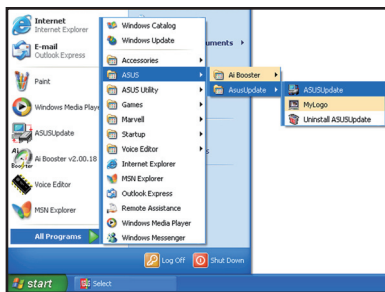 Internet
Internet Explorer
E-mail
Outlook Express
Paint
Windows Media Play
ASUSUpdate
Ai Booster v2.00.18
Voice Editor
MSN Explorer
All Programs
Windows Catalog
Windows Update
Accessories
ASUS
ASUS Utility
Games
Marvell
Startup
Voice Editor
Internet Explorer
MSN Explorer
Outlook Express
Remote Assistance
Windows Media Player
Windows Messenger
uments
s
Ai Booster
AsusUpdate
ASUSUpdate
MyLogo
Uninstall ASUSUpdate
Log Off
Shut Down
start
Select